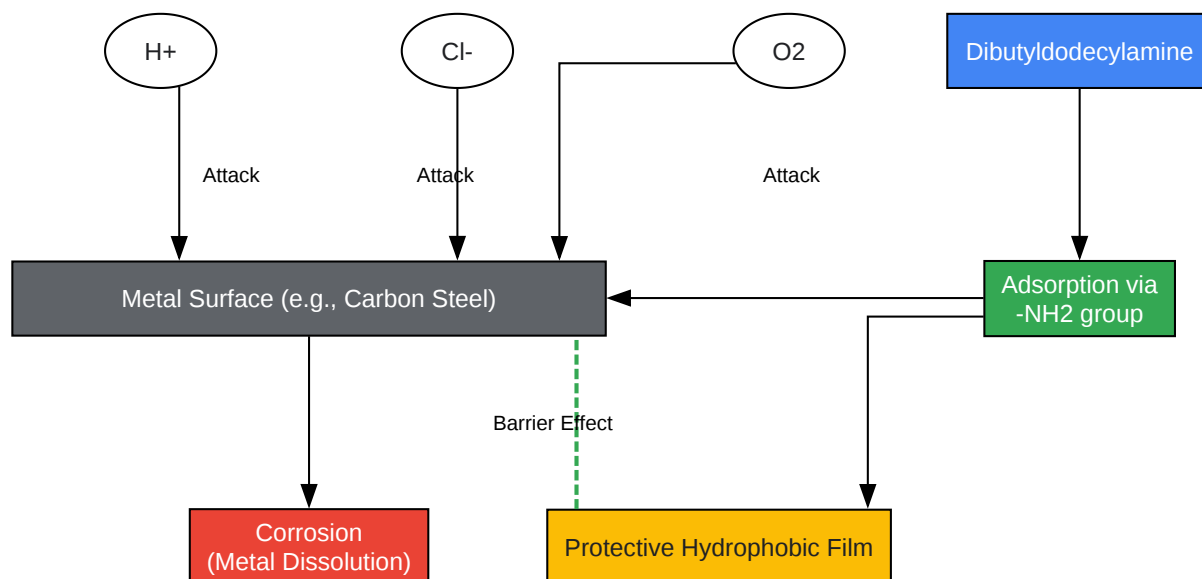 H+
Cl-
O2
Dibutyldodecylamine
Attack
Attack
Attack
Metal Surface (e.g., Carbon Steel)
Adsorption via
-NH2 group
Barrier Effect
Corrosion
(Metal Dissolution)
Protective Hydrophobic Film